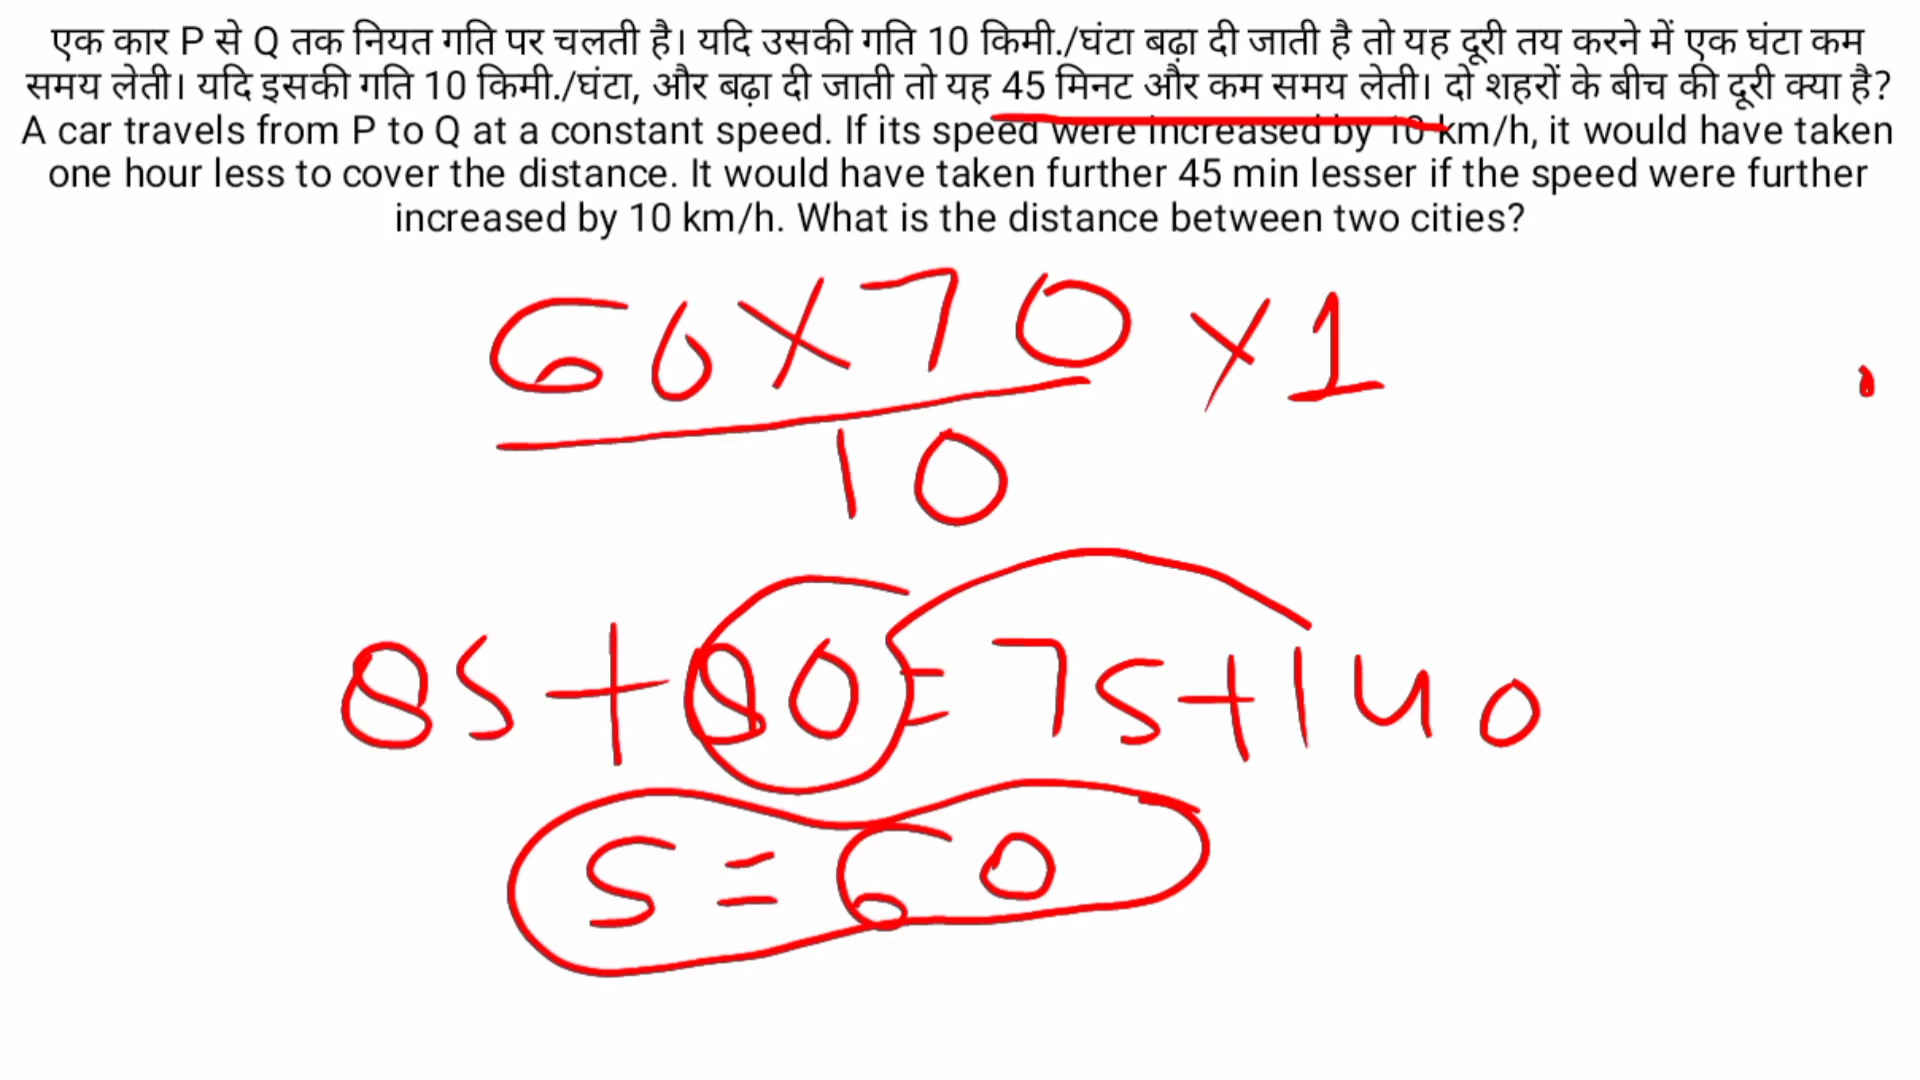 एक कार P से Q तक नियत गति पर चलती है। यदि उसकी गति 10 किमी./घंटा बढ़ा दी जाती है तो यह दूरी तय करने में एक घंटा कम
समय लेती। यदि इसकी गति 10 किमी./घंटा, और बढ़ा दी जाती तो यह 45 मिनट और कम समय लेती। दो शहरों के बीच की दूरी क्या है?
A car travels from P to Q at a constant speed. If its speed were increased by 10 km/h, it would have taken
one hour less to cover the distance. It would have taken further 45 min lesser if the speed were further
increased by 10 km/h. What is the distance between two cities?
60×70 ×1
10
8S+80=7S+140
S=60